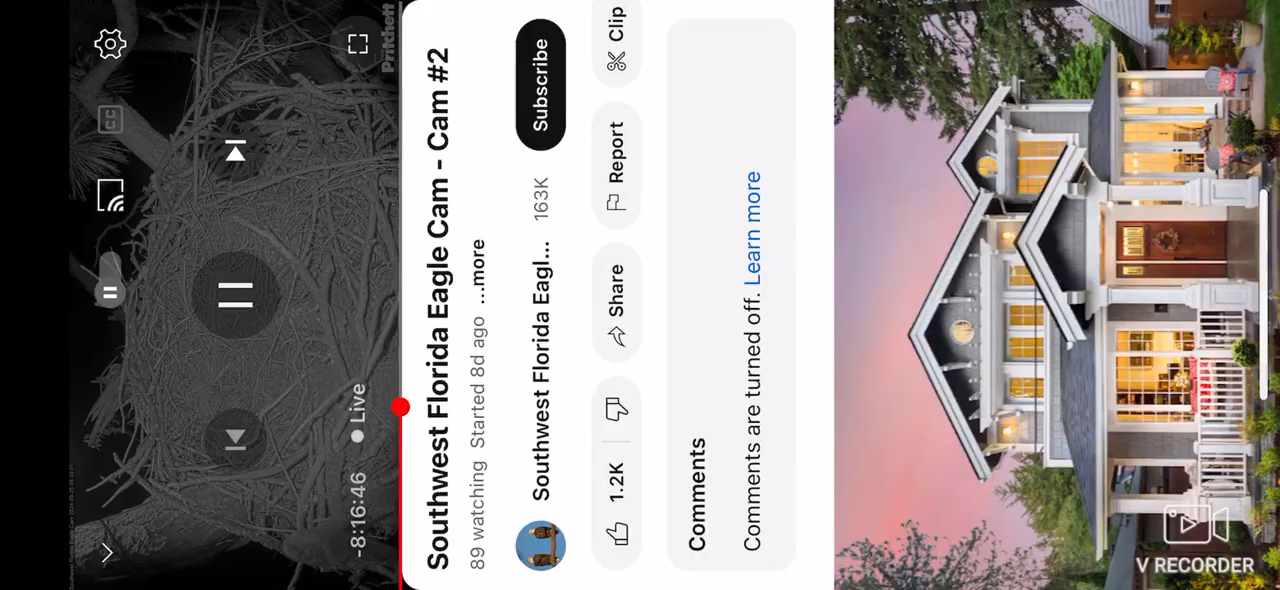 Pritchett
CC
-8:16:46
Live
Southwest Florida Eagle Cam - Cam #2
89 watching Started 8d ago ...more
Southwest Florida Eagl... 163K Subscribe
1.2K Share Report Clip
Comments
Comments are turned off. Learn more
V RECORDER